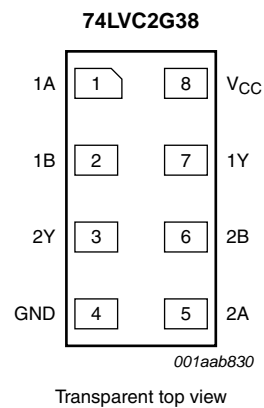 74LVC2G38
1A 1 8 VCC
1B 2 7 1Y
2Y 3 6 2B
GND 4 5 2A
001aab830
Transparent top view